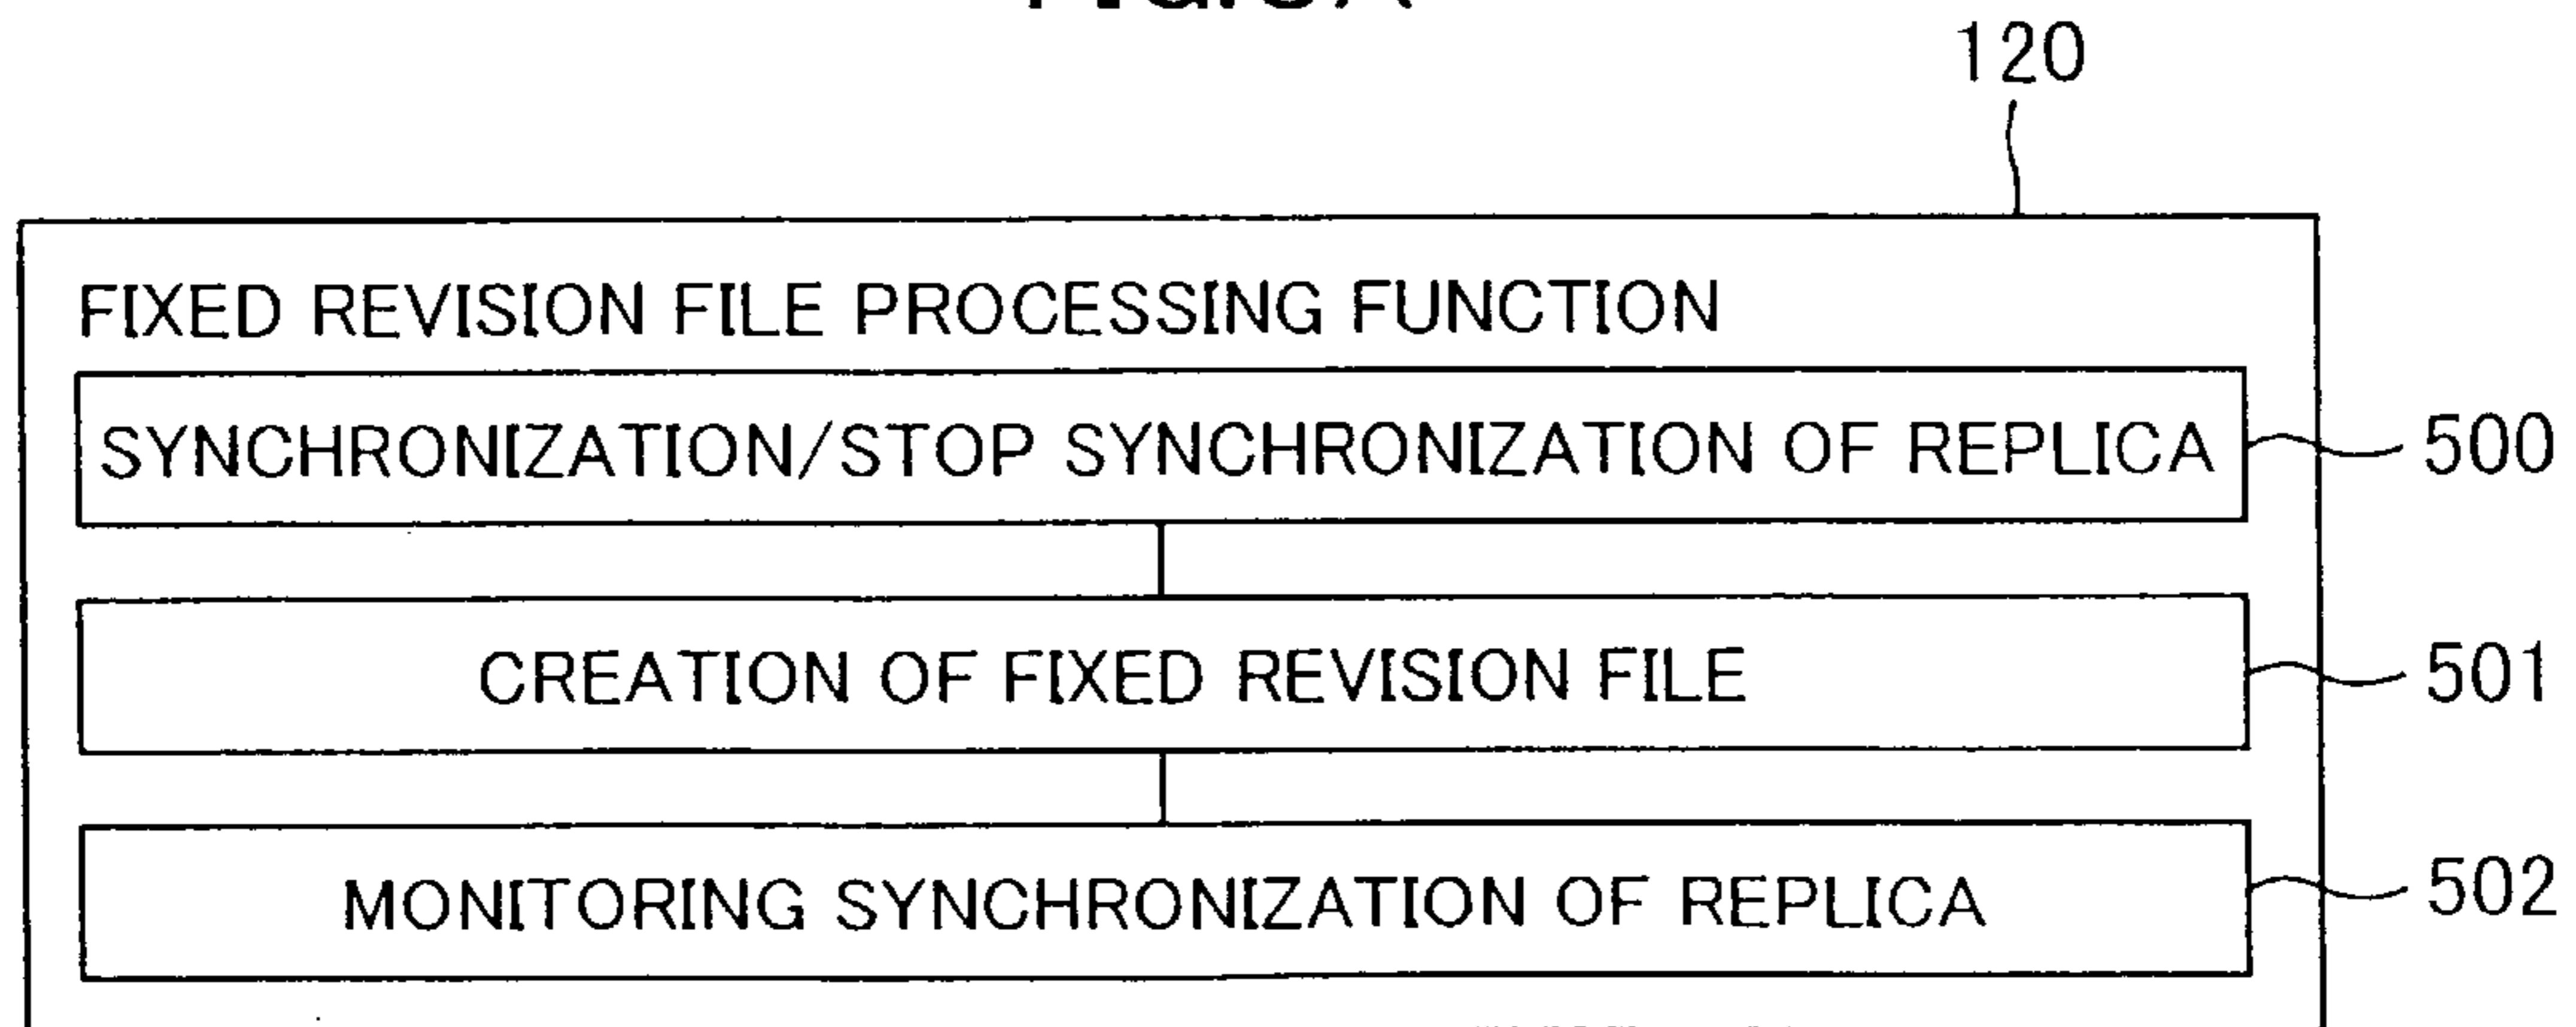 120
FIXED REVISION FILE PROCESSING FUNCTION
SYNCHRONIZATION/STOP SYNCHRONIZATION OF REPLICA
500
CREATION OF FIXED REVISION FILE
501
MONITORING SYNCHRONIZATION OF REPLICA
502